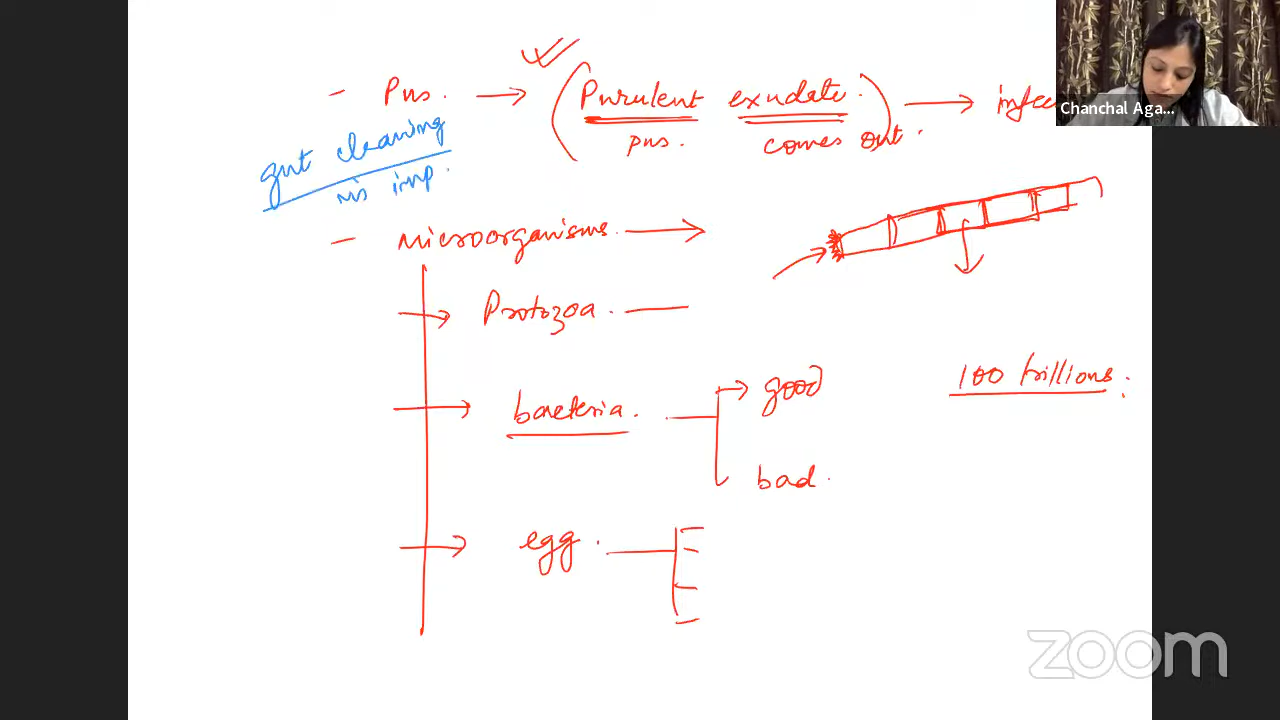 - Pus. → (Purulent exudate.) → infec
Chanchal Aga...
pus. comes out.
gut cleaning
is imp.
- microorganisms. →
→ Protozoa. —
→ bacteria. → good
100 trillions.
bad.
→ egg.
zoom